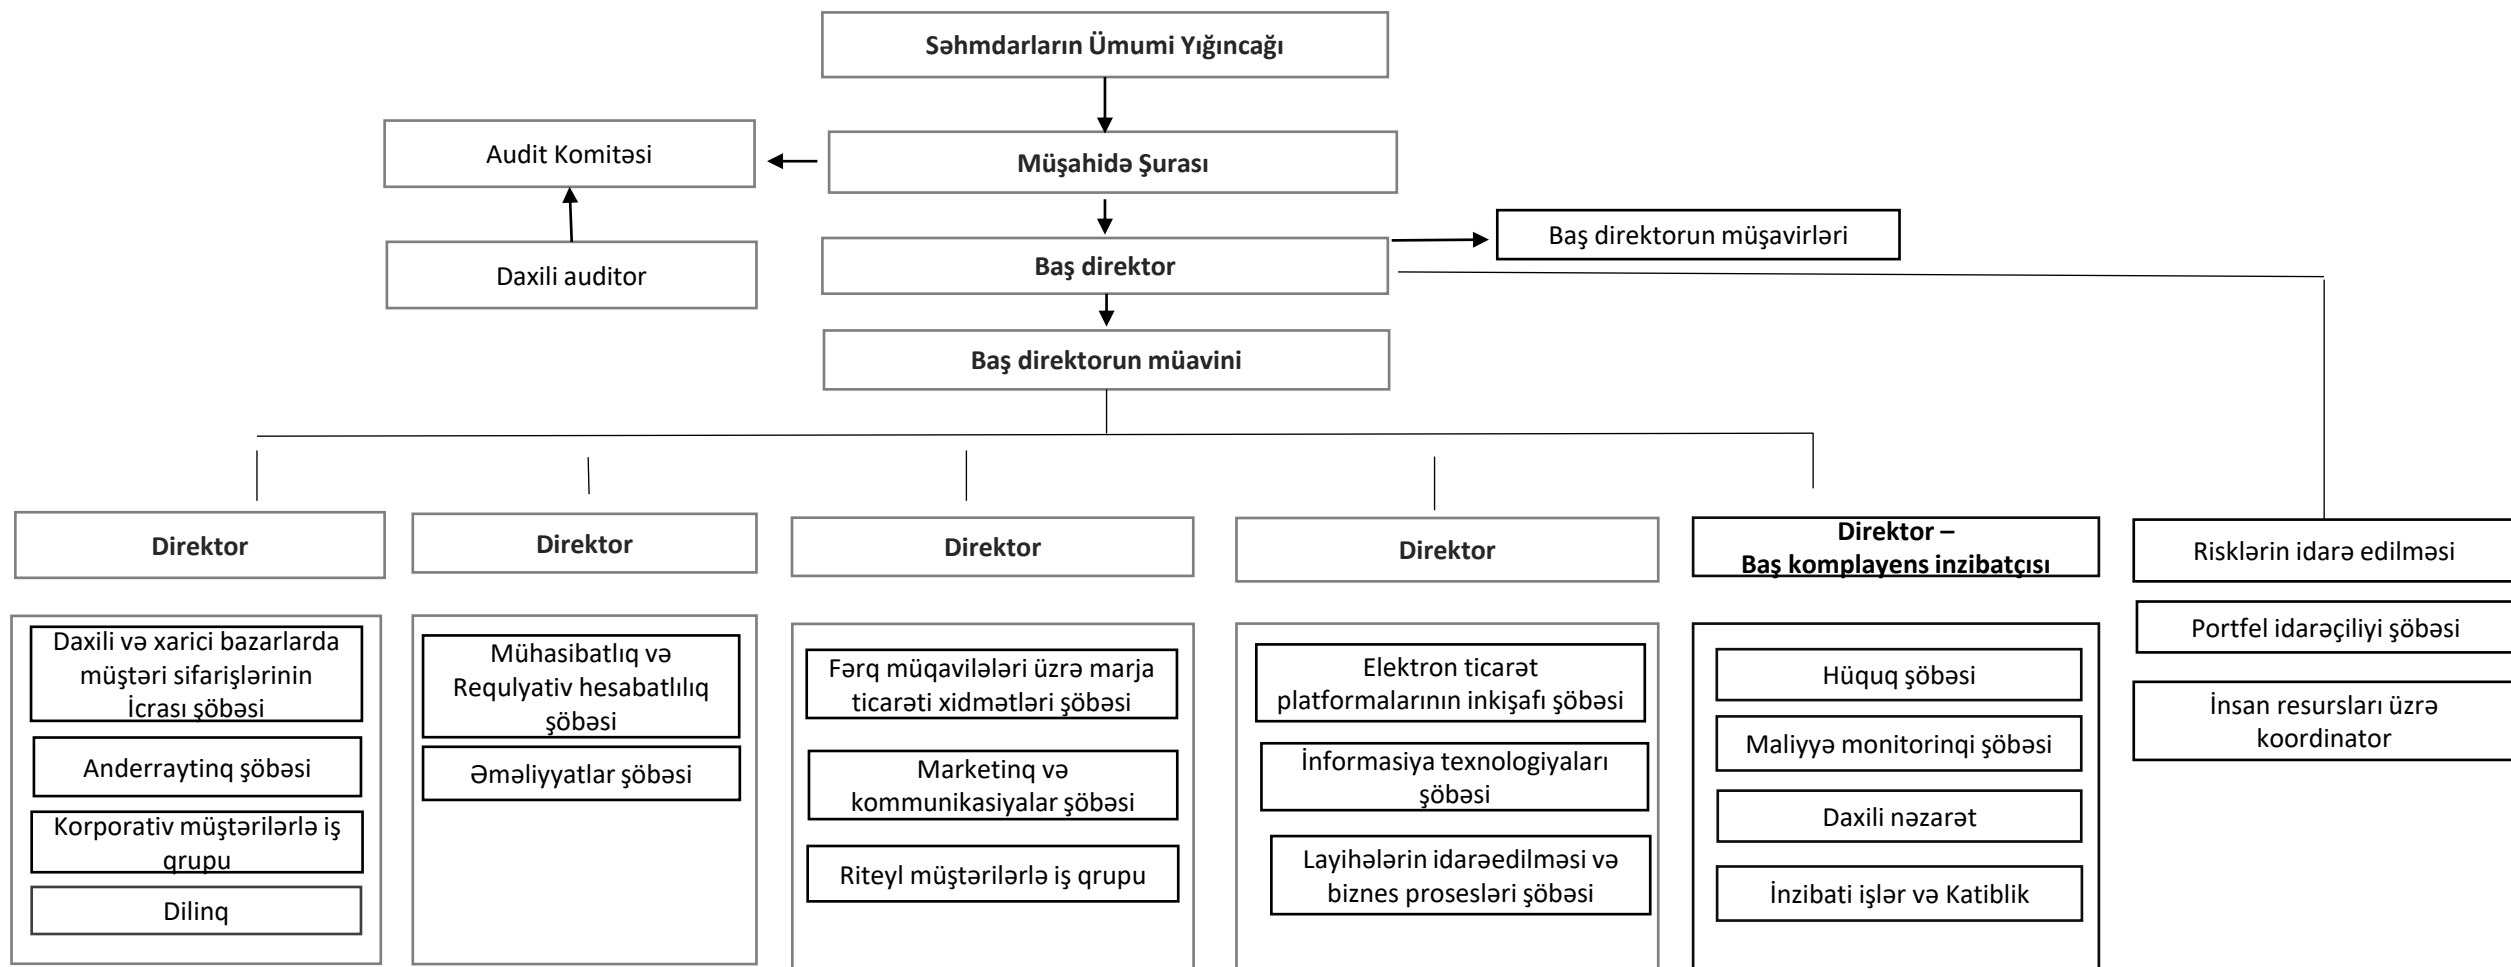 Səhmdarların Ümumi Yığıncağı
Audit Komitəsi
Müşahidə Şurası
Baş direktorun müşavirləri
Daxili auditor
Baş direktor
Baş direktorun müavini
Direktor
Direktor
Direktor
Direktor
Direktor –
Baş komplayens inzibatçısı
Risklərin idarə edilməsi
Daxili və xarici bazarlarda
müştəri sifarişlərinin
İcrası şöbəsi
Anderraytinq şöbəsi
Korporativ müştərilərlə iş
qrupu
Dilinq
Mühasibatlıq və
Requlyativ hesabatlılıq
şöbəsi
Əməliyyatlar şöbəsi
Fərq müqavilələri üzrə marja
ticarəti xidmətləri şöbəsi
Marketinq və
kommunikasiyalar şöbəsi
Riteyl müştərilərlə iş qrupu
Elektron ticarət
platformalarının inkişafı şöbəsi
İnformasiya texnologiyaları
şöbəsi
Layihələrin idarəedilməsi və
biznes prosesləri şöbəsi
Hüquq şöbəsi
Maliyyə monitorinqi şöbəsi
Daxili nəzarət
İnzibati işlər və Katiblik
Portfel idarəçiliyi şöbəsi
İnsan resursları üzrə
koordinator